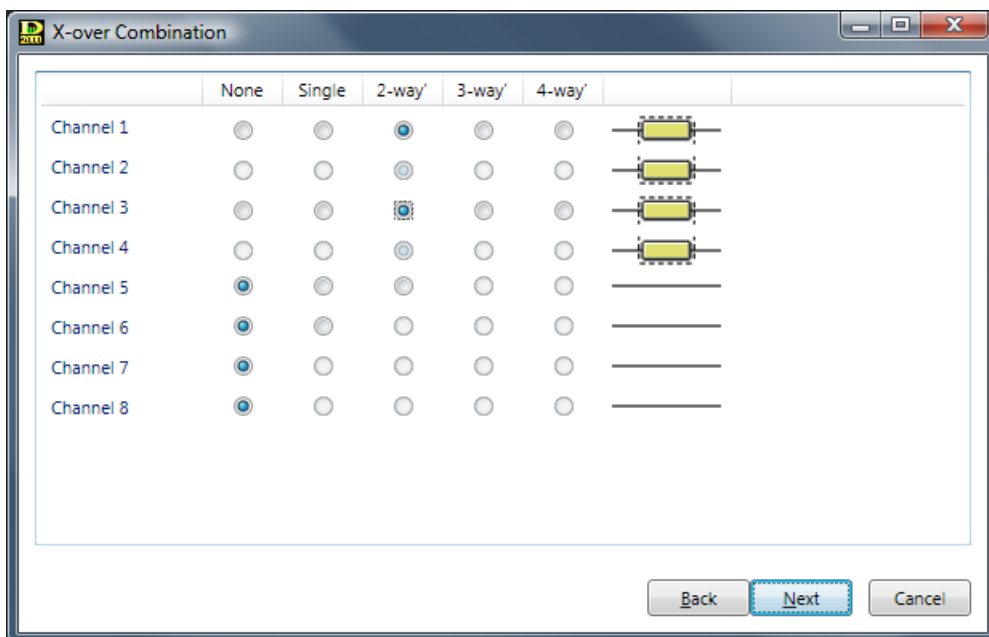 X-over Combination
None Single 2-way' 3-way' 4-way'
Channel 1
Channel 2
Channel 3
Channel 4
Channel 5
Channel 6
Channel 7
Channel 8
Back Next Cancel